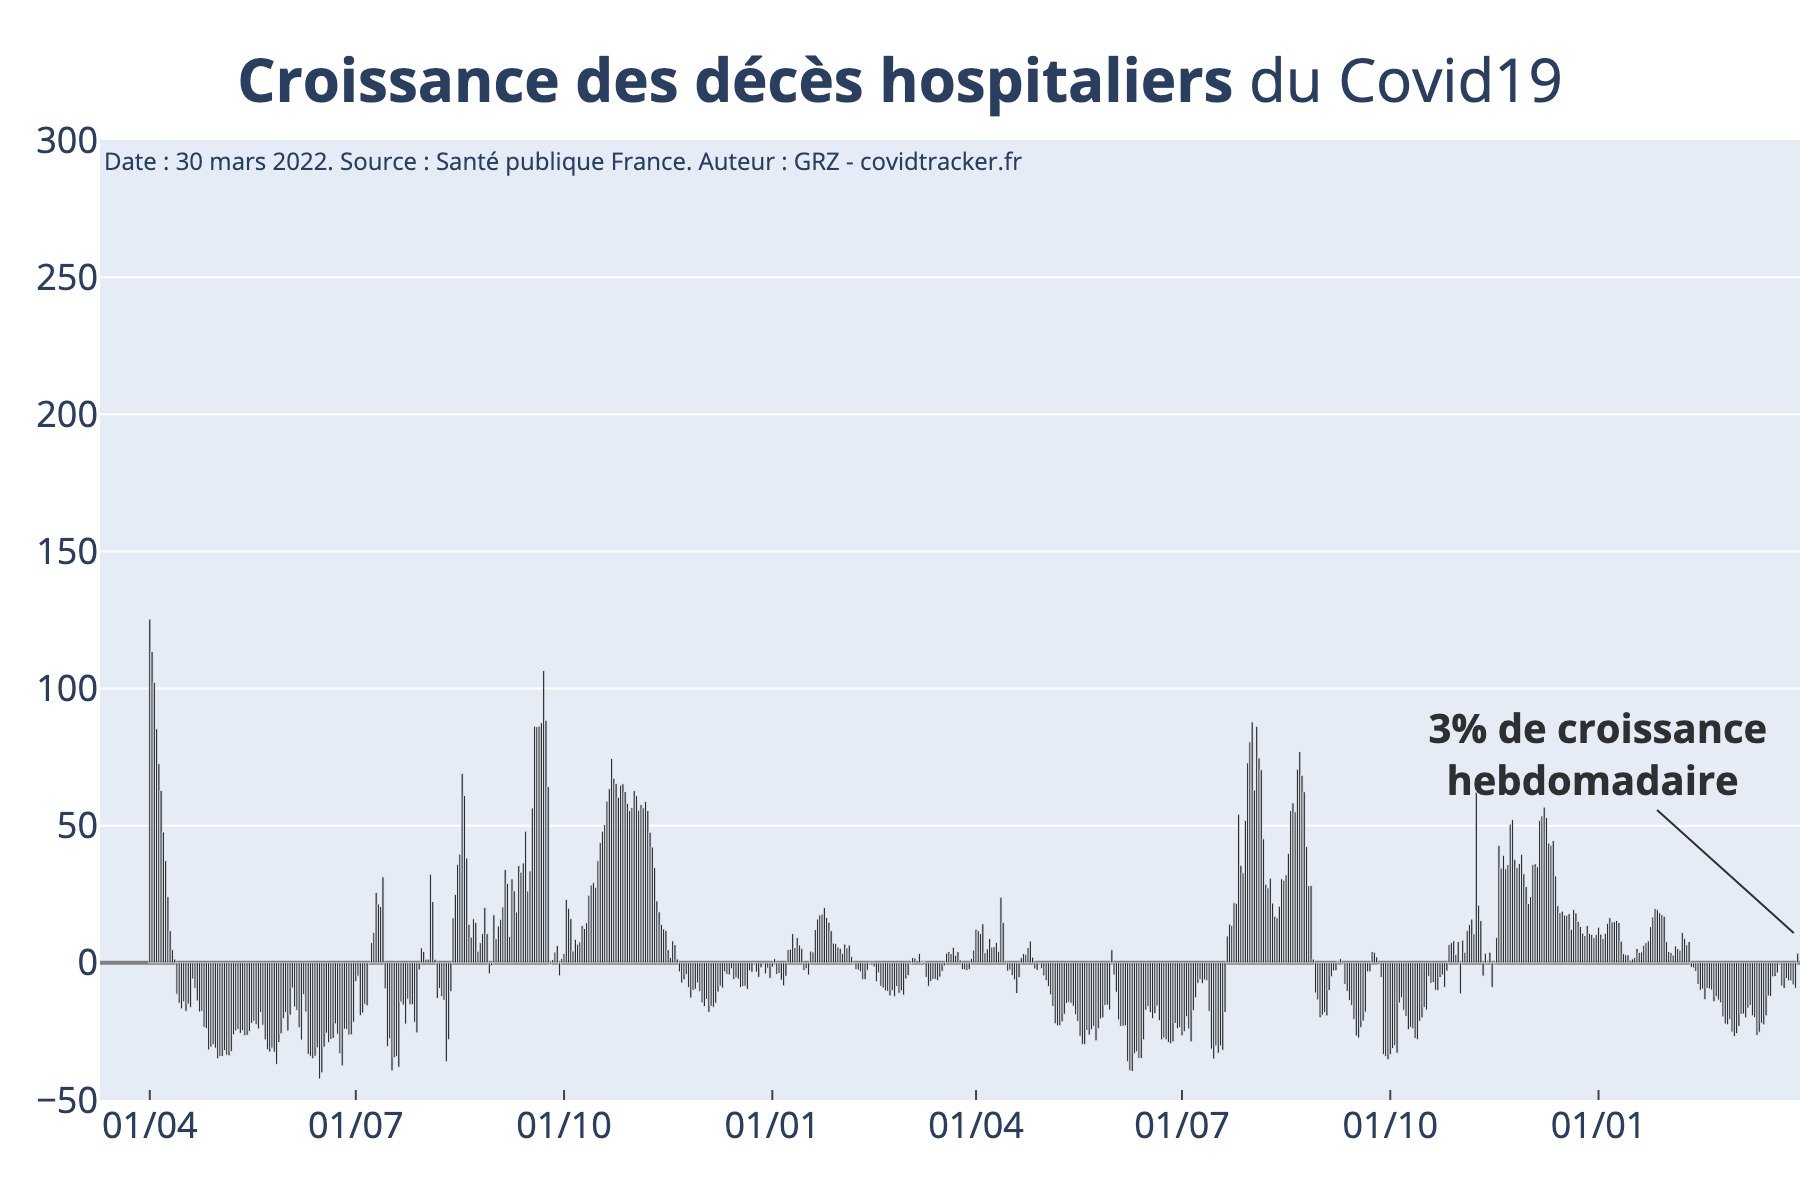 Croissance des décès hospitaliers du Covid19
300
Date : 30 mars 2022. Source : Santé publique France. Auteur : GRZ - covidtracker.fr
250
200
150
100
3% de croissance
hebdomadaire
50
0
−50
01/04 01/07 01/10 01/01 01/04 01/07 01/10 01/01